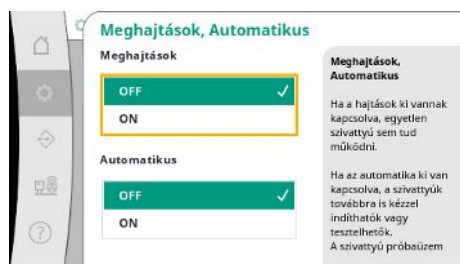 Meghajtások, Automatikus
Meghajtások
OFF
ON
Automatikus
OFF
ON
Meghajtások,
Automatikus
Ha a hajtások ki vannak
kapcsolva, egyetlen
szivattyú sem tud
működni.
Ha az automatika ki van
kapcsolva, a szivattyúk
továbbra is kézzel
indíthatók vagy
tesztelhetők.
A szivattyú próbaüzem